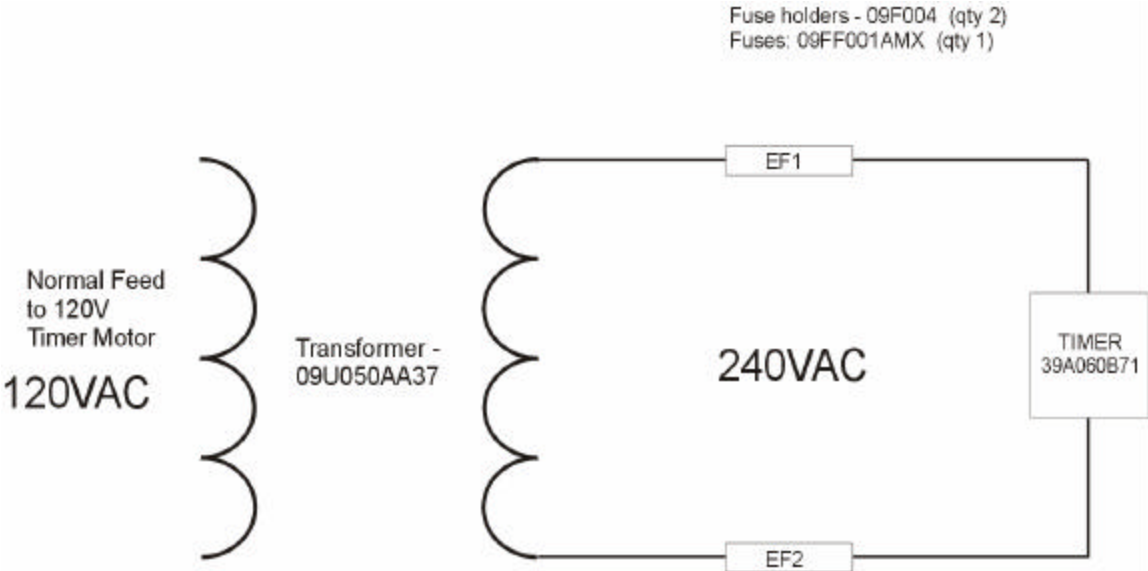 Fuse holders - 09F004 (qty 2)
Fuses: 09FF001AMX (qty 1)
EF1
Normal Feed
to 120V
Timer Motor
120VAC
Transformer -
09U050AA37
240VAC
TIMER
39A060B71
EF2